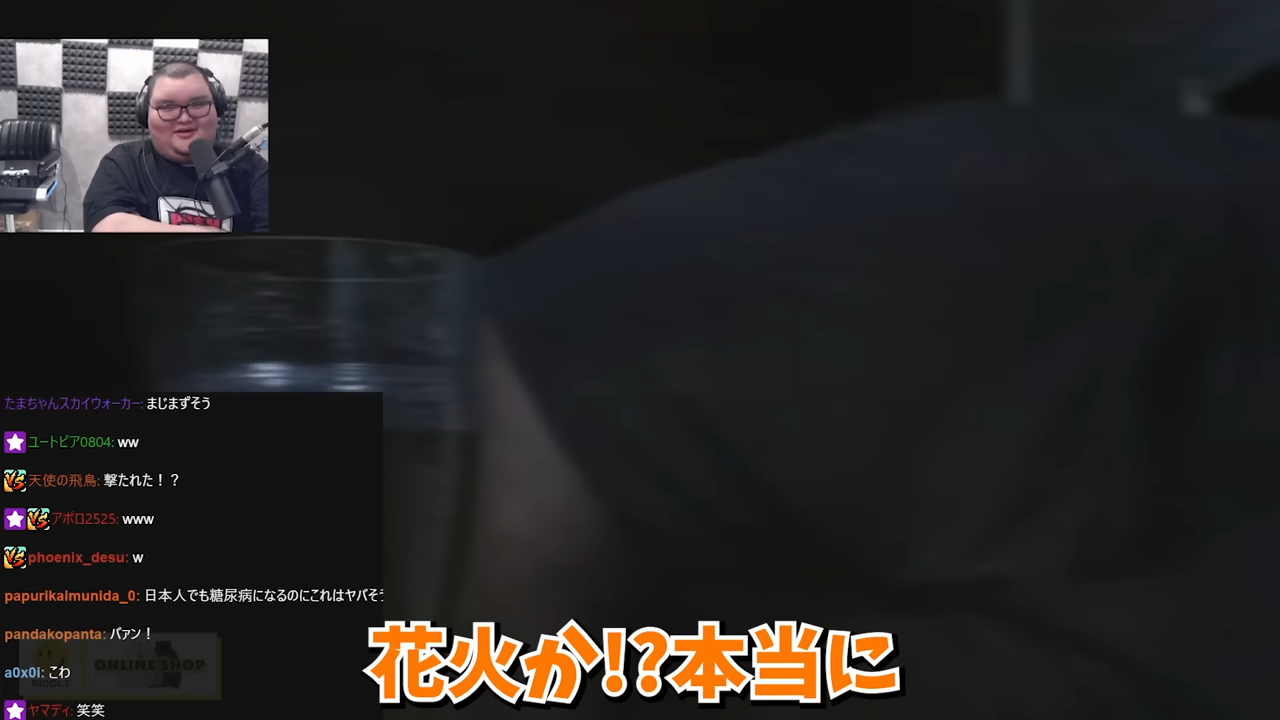 たまちゃんスカイウォーカー: まじまずそう
ユートピア0804: ww
天使の飛鳥: 撃たれた！？
アポロ2525: www
phoenix_desu: w
papurikaimunida_0: 日本人でも糖尿病になるのにこれはヤバそう
pandakopanta: バァン！
ONLINE SHOP
a0x0i: こわ
ヤマディ: 笑笑
花火か!?本当に